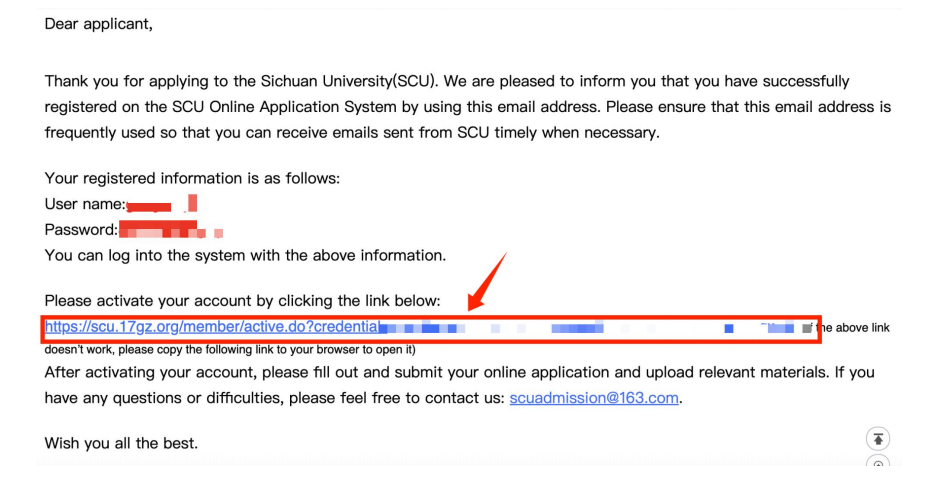 Dear applicant,
Thank you for applying to the Sichuan University(SCU). We are pleased to inform you that you have successfully
registered on the SCU Online Application System by using this email address. Please ensure that this email address is
frequently used so that you can receive emails sent from SCU timely when necessary.
Your registered information is as follows:
User name:
Password:
You can log into the system with the above information.
Please activate your account by clicking the link below:
https://scu.17gz.org/member/active.do?credential the above link
doesn't work, please copy the following link to your browser to open it)
After activating your account, please fill out and submit your online application and upload relevant materials. If you
have any questions or difficulties, please feel free to contact us: scuadmission@163.com.
Wish you all the best.